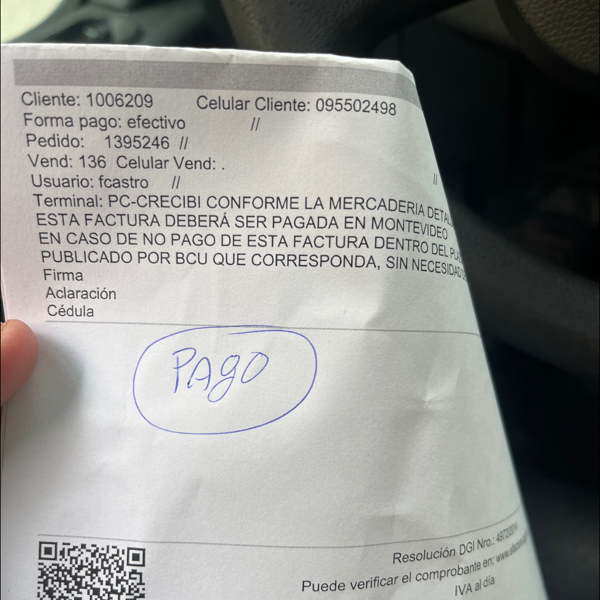 Cliente: 1006209 Celular Cliente: 095502498
Forma pago: efectivo //
Pedido: 1395246 //
Vend: 136 Celular Vend: . //
Usuario: fcastro //
Terminal: PC-CRECIBI CONFORME LA MERCADERIA
ESTA FACTURA DEBERÁ SER PAGADA EN MONTEVIDEO
EN CASO DE NO PAGO DE ESTA FACTURA DENTRO DEL
PUBLICADO POR BCU QUE CORRESPONDA, SIN NECESIDAD
Firma
Aclaración
Cédula
PAgO
Resolución DGI Nro.:
Puede verificar el comprobante en:
IVA al día